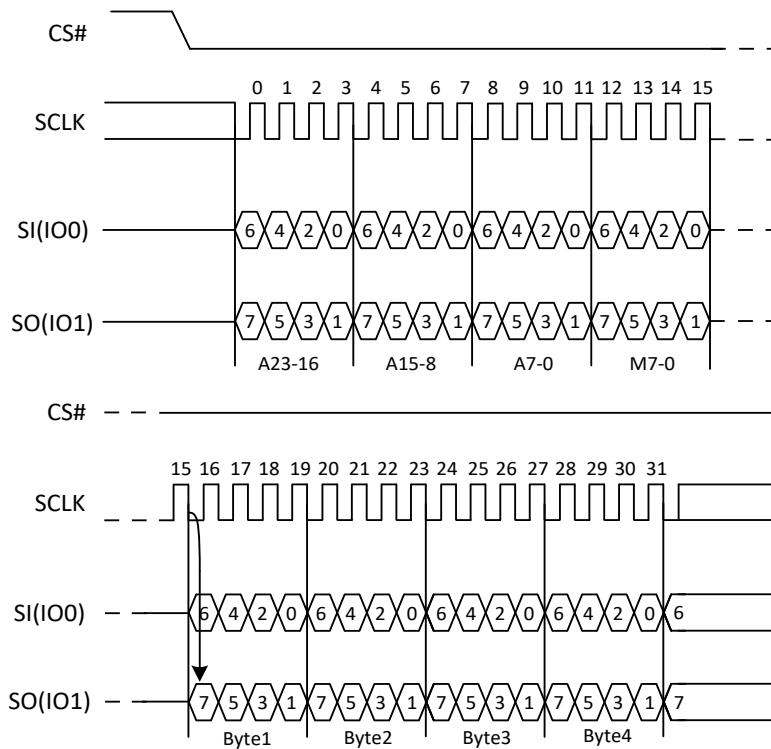 CS#
0 1 2 3 4 5 6 7 8 9 10 11 12 13 14 15
SCLK
SI(IO0) 6 4 2 0 6 4 2 0 6 4 2 0 6 4 2 0
SO(IO1) 7 5 3 1 7 5 3 1 7 5 3 1 7 5 3 1
A23-16 A15-8 A7-0 M7-0
CS#
15 16 17 18 19 20 21 22 23 24 25 26 27 28 29 30 31
SCLK
SI(IO0) 6 4 2 0 6 4 2 0 6 4 2 0 6 4 2 0 6
SO(IO1) 7 5 3 1 7 5 3 1 7 5 3 1 7 5 3 1 7
Byte1 Byte2 Byte3 Byte4